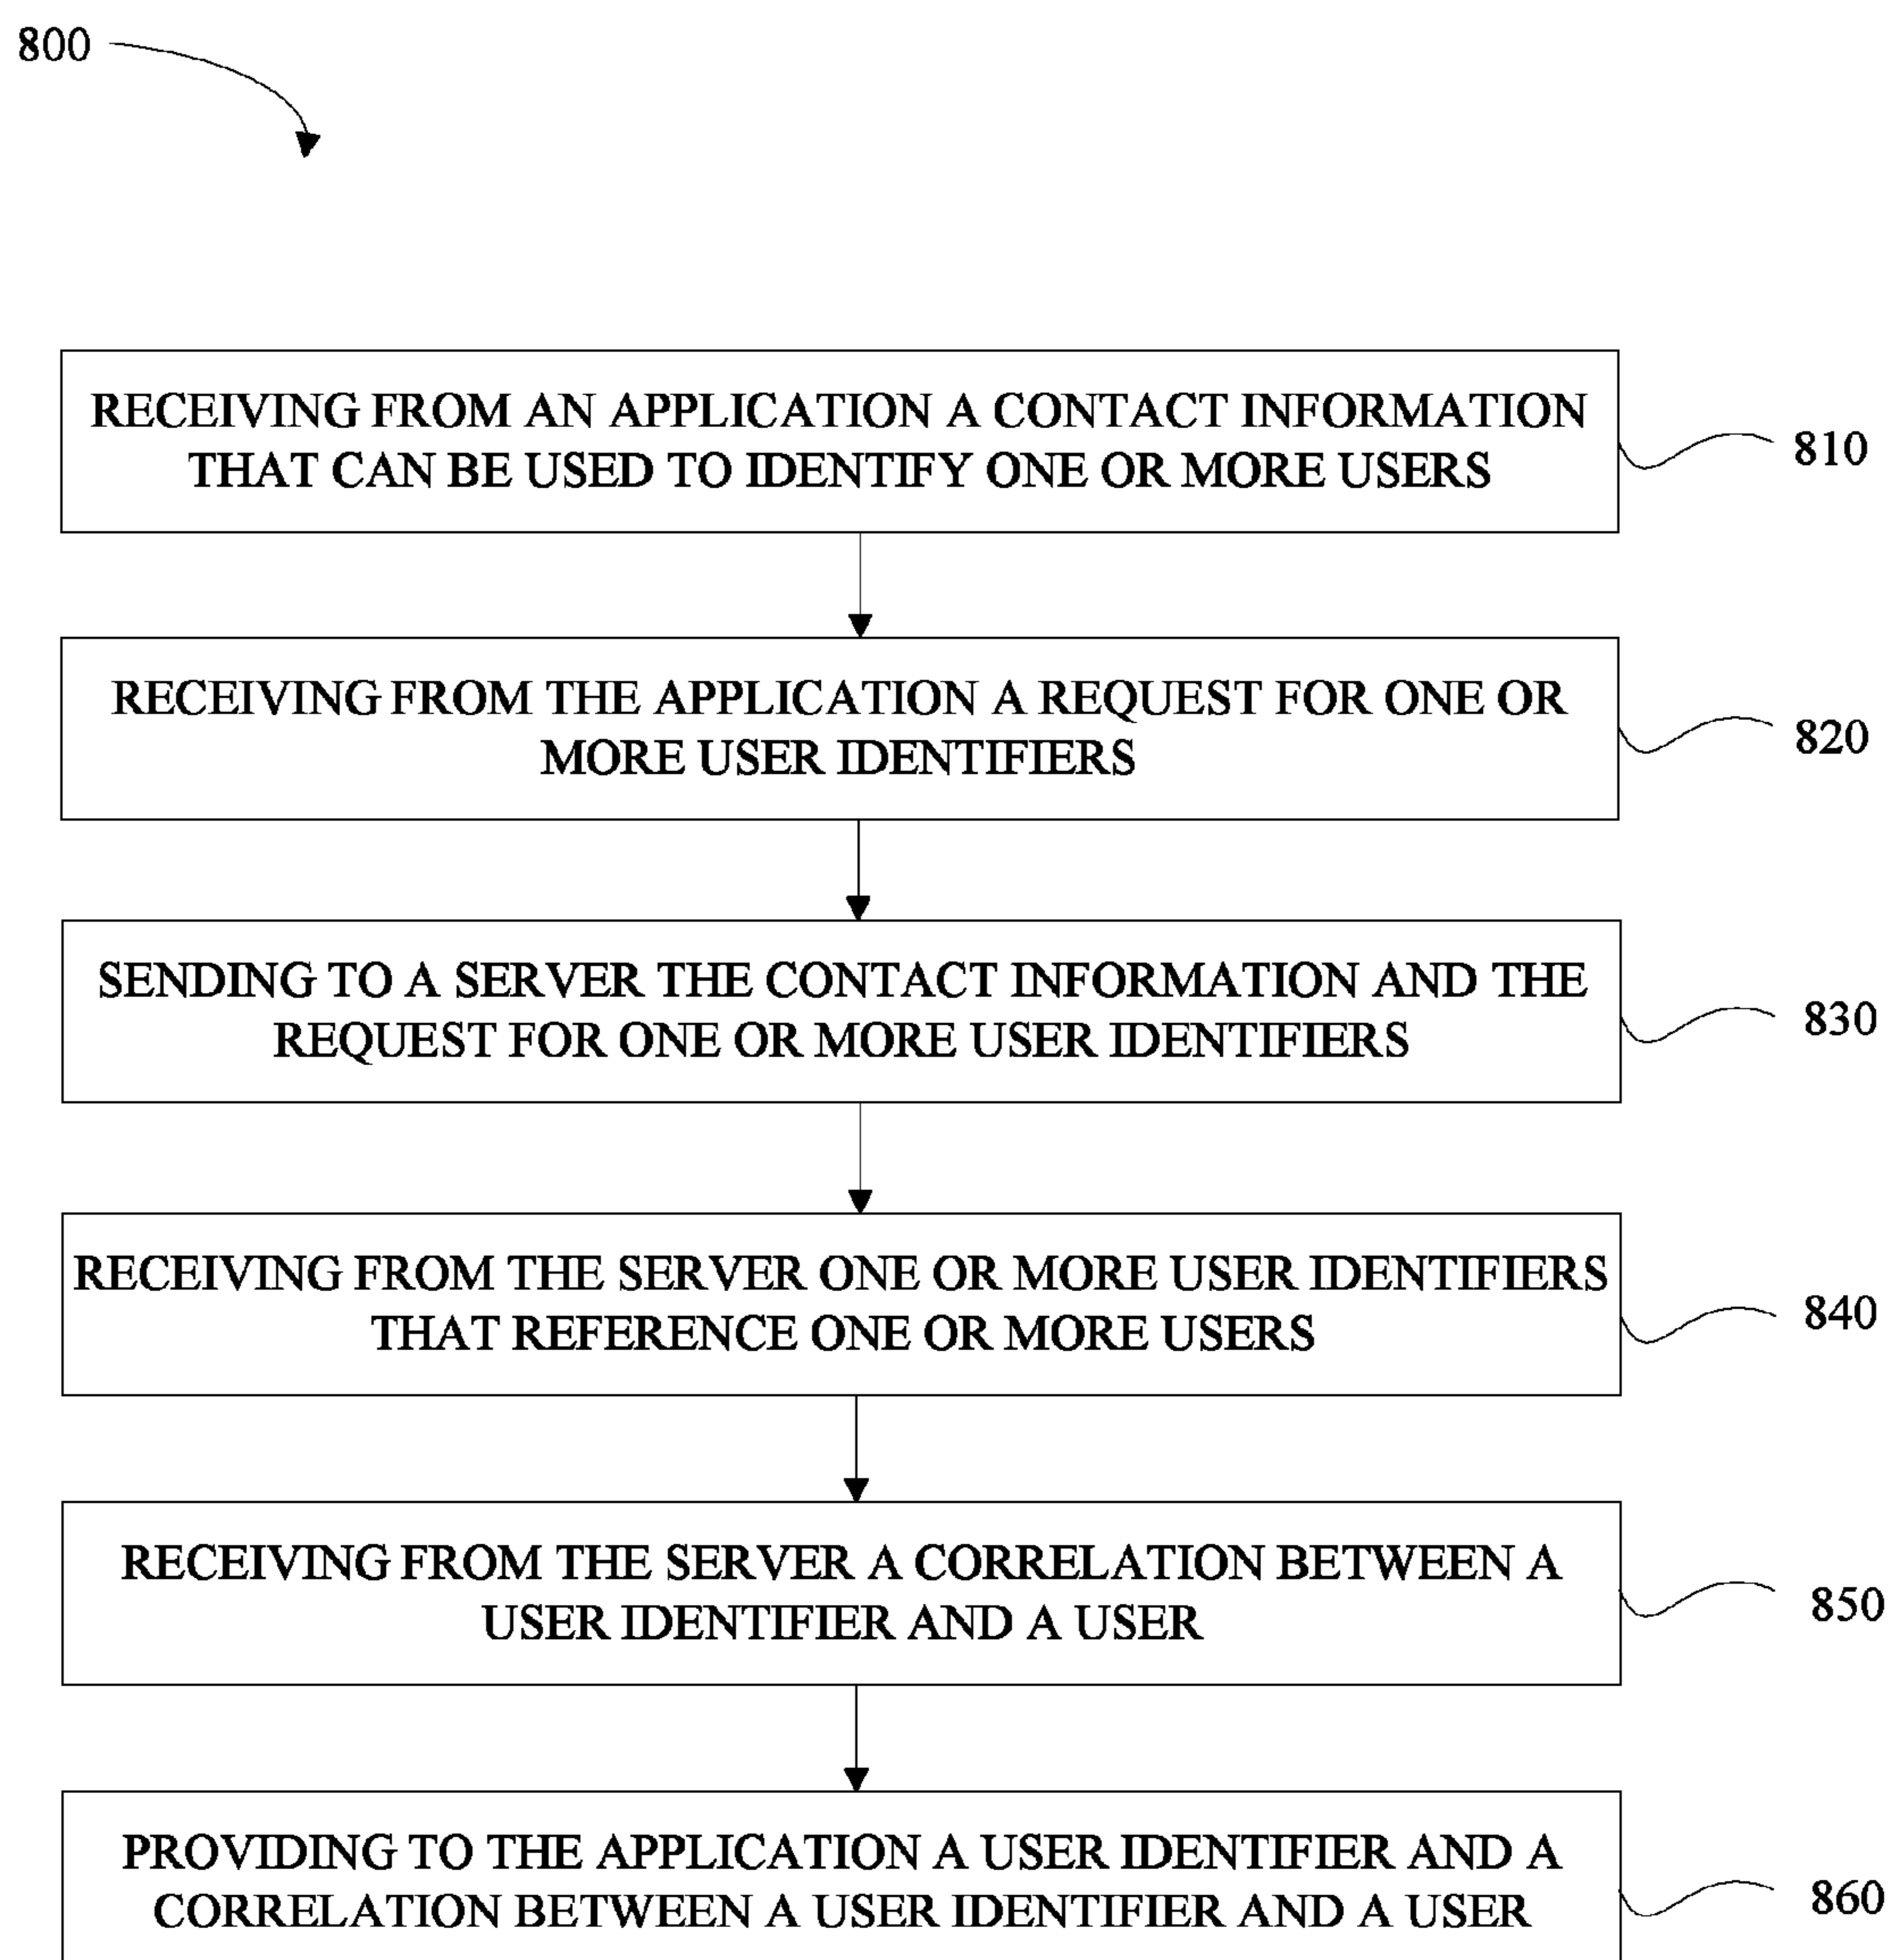 800
RECEIVING FROM AN APPLICATION A CONTACT INFORMATION
THAT CAN BE USED TO IDENTIFY ONE OR MORE USERS
810
RECEIVING FROM THE APPLICATION A REQUEST FOR ONE OR
MORE USER IDENTIFIERS
820
SENDING TO A SERVER THE CONTACT INFORMATION AND THE
REQUEST FOR ONE OR MORE USER IDENTIFIERS
830
RECEIVING FROM THE SERVER ONE OR MORE USER IDENTIFIERS
THAT REFERENCE ONE OR MORE USERS
840
RECEIVING FROM THE SERVER A CORRELATION BETWEEN A
USER IDENTIFIER AND A USER
850
PROVIDING TO THE APPLICATION A USER IDENTIFIER AND A
CORRELATION BETWEEN A USER IDENTIFIER AND A USER
860